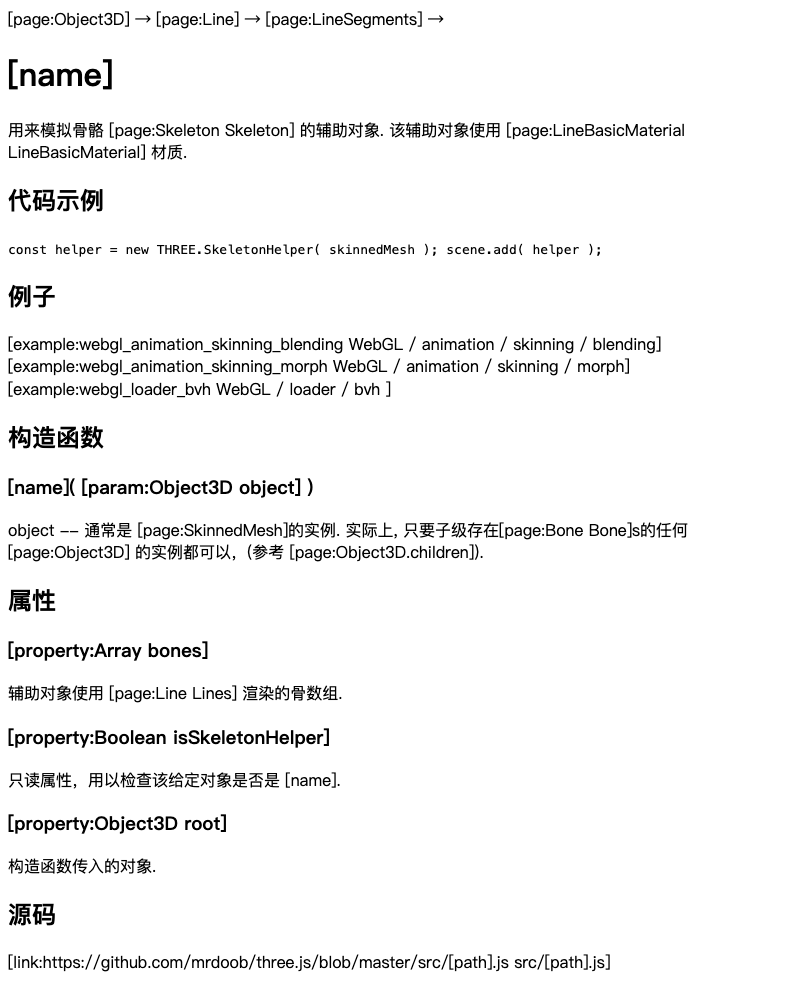 [page:Object3D] → [page:Line] → [page:LineSegments] →
[name]
用来模拟骨骼 [page:Skeleton Skeleton] 的辅助对象. 该辅助对象使用 [page:LineBasicMaterial
LineBasicMaterial] 材质.
代码示例
const helper = new THREE.SkeletonHelper( skinnedMesh ); scene.add( helper );
例子
[example:webgl_animation_skinning_blending WebGL / animation / skinning / blending]
[example:webgl_animation_skinning_morph WebGL / animation / skinning / morph]
[example:webgl_loader_bvh WebGL / loader / bvh ]
构造函数
[name]( [param:Object3D object] )
object -- 通常是 [page:SkinnedMesh]的实例. 实际上, 只要子级存在[page:Bone Bone]s的任何
[page:Object3D] 的实例都可以，(参考 [page:Object3D.children]).
属性
[property:Array bones]
辅助对象使用 [page:Line Lines] 渲染的骨数组.
[property:Boolean isSkeletonHelper]
只读属性，用以检查该给定对象是否是 [name].
[property:Object3D root]
构造函数传入的对象.
源码
[link:https://github.com/mrdoob/three.js/blob/master/src/[path].js src/[path].js]